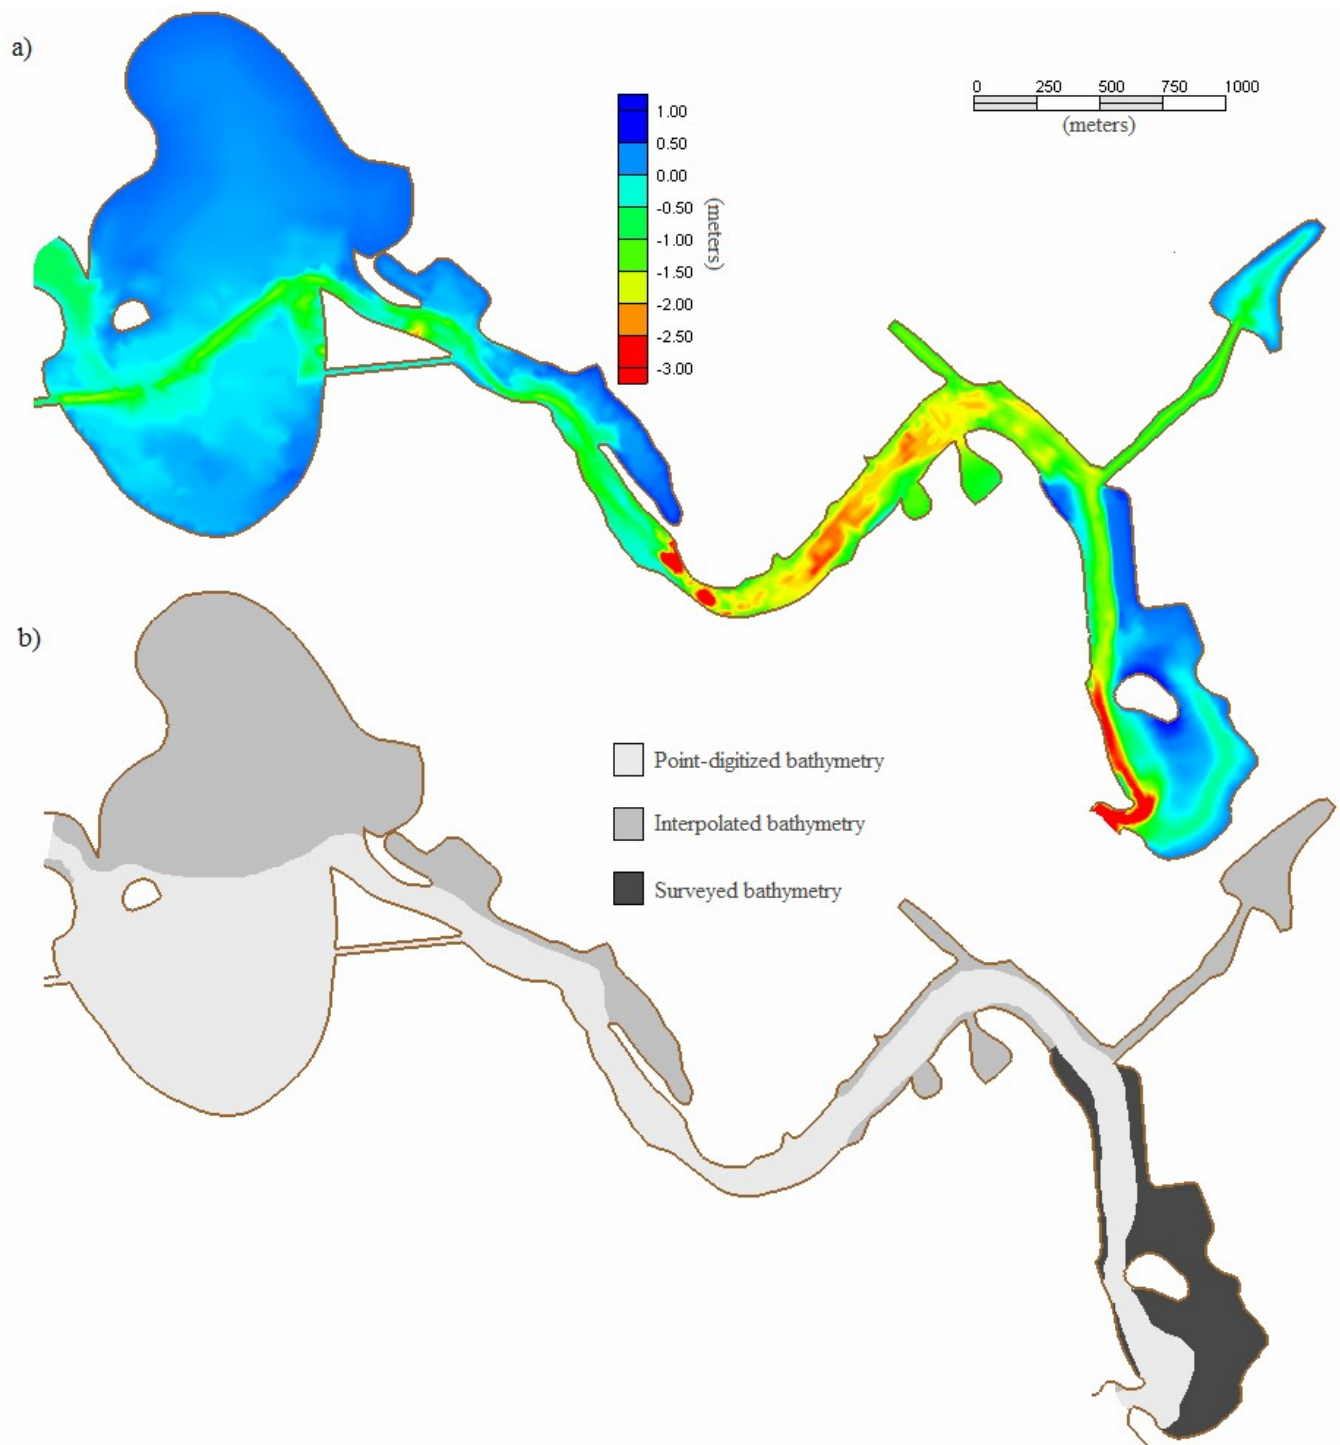 a)
0 250 500 750 1000
(meters)
1.00
0.50
0.00
-0.50
-1.00
-1.50
-2.00
-2.50
-3.00
(meters)
b)
Point-digitized bathymetry
Interpolated bathymetry
Surveyed bathymetry